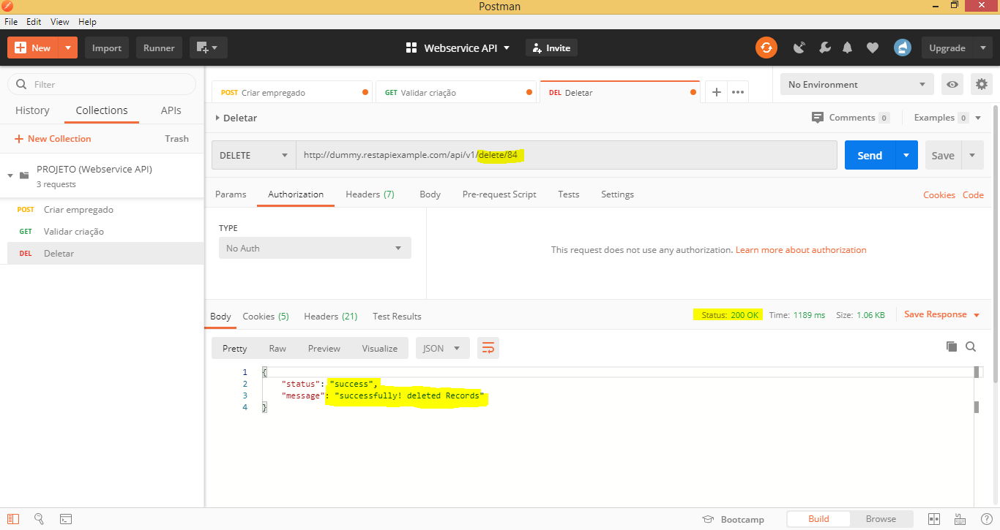 Postman
File Edit View Help
New Import Runner Webservice API Invite Upgrade
Filter
History Collections APIs
New Collection Trash
PROJETO (Webservice API)
3 requests
POST Criar empregado
GET Validar criação
DEL Deletar
POST Criar empregado GET Validar criação DEL Deletar No Environment
Deletar Comments 0 Examples 0
DELETE http://dummy.restapiexample.com/api/v1/delete/84 Send Save
Params Authorization Headers (7) Body Pre-request Script Tests Settings Cookies Code
TYPE
No Auth
This request does not use any authorization. Learn more about authorization
Body Cookies (5) Headers (21) Test Results Status: 200 OK Time: 1189 ms Size: 1.06 KB Save Response
Pretty Raw Preview Visualize JSON
1 {
2 "status": "success",
3 "message": "successfully! deleted Records"
4 }
Bootcamp Build Browse